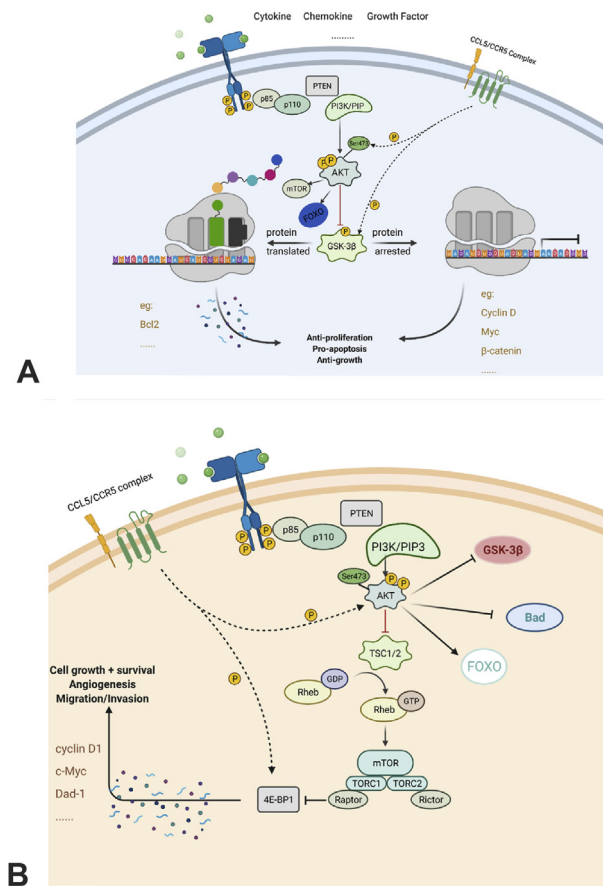 Cytokine Chemokine Growth Factor
.........
CCL5/CCR5 Complex
PTEN
p85
p110
PI3K/PIP
P
P
P
P
P
Ser473
P
P
AKT
mTOR
FOXO
P
P
GSK-3β
protein
translated
protein
arrested
eg:
Bcl2
......
eg:
Cyclin D
Myc
β-catenin
......
Anti-proliferation
Pro-apoptosis
Anti-growth
A
CCL5/CCR5 complex
PTEN
p85
p110
P
P
P
P
PI3K/PIP3
GSK-3β
Ser473
P
P
AKT
P
Bad
TSC1/2
FOXO
Cell growth + survival
Angiogenesis
Migration/Invasion
P
GDP
Rheb
GTP
Rheb
cyclin D1
c-Myc
Dad-1
......
mTOR
TORC1
TORC2
4E-BP1
Raptor
Rictor
B